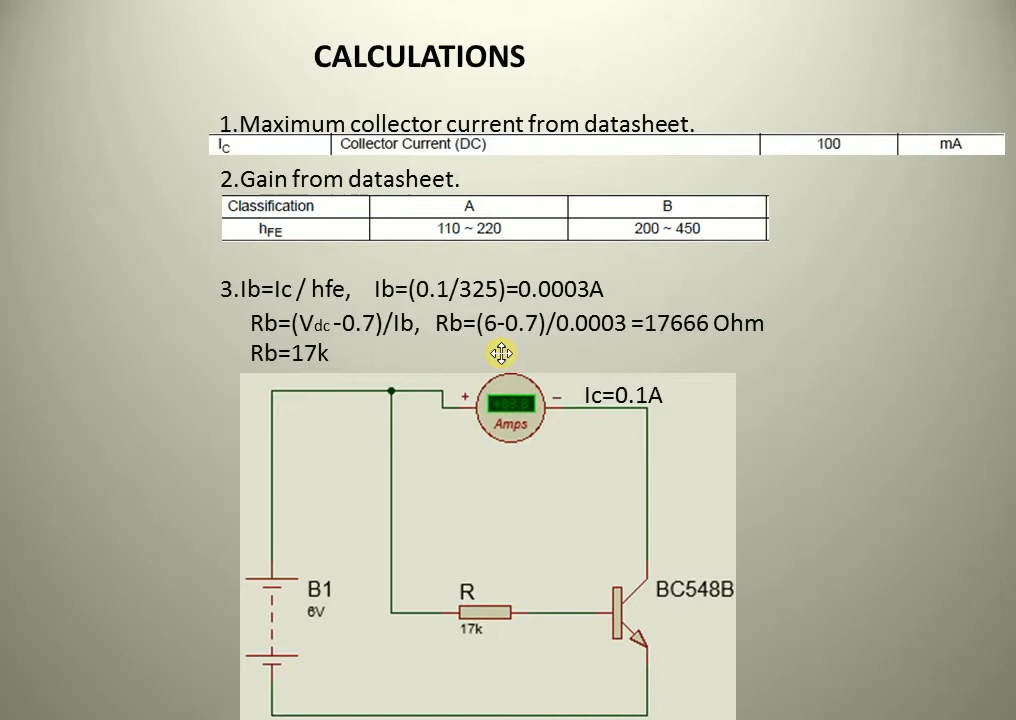 CALCULATIONS
1.Maximum collector current from datasheet.
IC Collector Current (DC) 100 mA
2.Gain from datasheet.
Classification A B
hFE 110 ~ 220 200 ~ 450
3.Ib=Ic / hfe, Ib=(0.1/325)=0.0003A
Rb=(Vdc -0.7)/Ib, Rb=(6-0.7)/0.0003 =17666 Ohm
Rb=17k
+ − Ic=0.1A
Amps
B1
6V
R
17k
BC548B